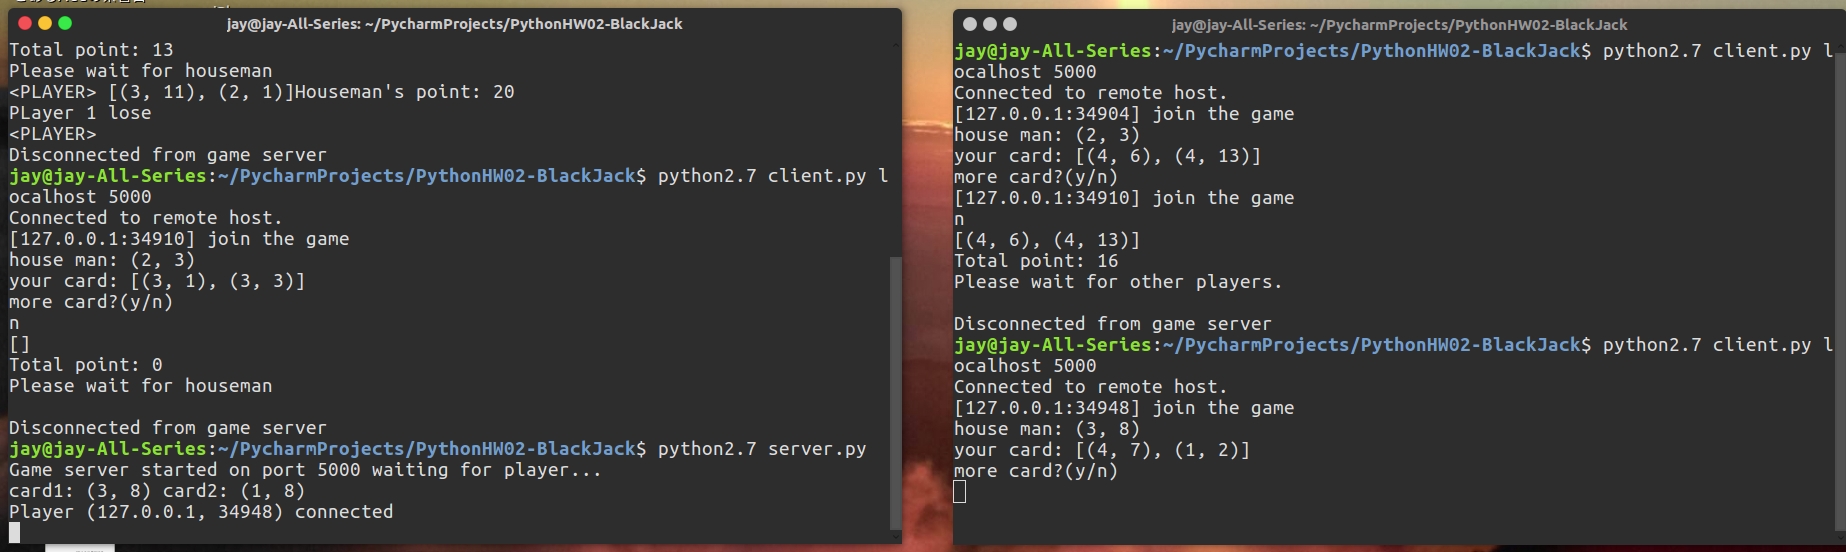 jay@jay-All-Series: ~/PycharmProjects/PythonHW02-BlackJack
Total point: 13
Please wait for houseman
<PLAYER> [(3, 11), (2, 1)]Houseman's point: 20
PLayer 1 lose
<PLAYER>
Disconnected from game server
jay@jay-All-Series:~/PycharmProjects/PythonHW02-BlackJack$ python2.7 client.py l
ocalhost 5000
Connected to remote host.
[127.0.0.1:34910] join the game
house man: (2, 3)
your card: [(3, 1), (3, 3)]
more card?(y/n)
n
[]
Total point: 0
Please wait for houseman
Disconnected from game server
jay@jay-All-Series:~/PycharmProjects/PythonHW02-BlackJack$ python2.7 server.py
Game server started on port 5000 waiting for player...
card1: (3, 8) card2: (1, 8)
Player (127.0.0.1, 34948) connected
jay@jay-All-Series: ~/PycharmProjects/PythonHW02-BlackJack
jay@jay-All-Series:~/PycharmProjects/PythonHW02-BlackJack$ python2.7 client.py l
ocalhost 5000
Connected to remote host.
[127.0.0.1:34904] join the game
house man: (2, 3)
your card: [(4, 6), (4, 13)]
more card?(y/n)
[127.0.0.1:34910] join the game
n
[(4, 6), (4, 13)]
Total point: 16
Please wait for other players.
Disconnected from game server
jay@jay-All-Series:~/PycharmProjects/PythonHW02-BlackJack$ python2.7 client.py l
ocalhost 5000
Connected to remote host.
[127.0.0.1:34948] join the game
house man: (3, 8)
your card: [(4, 7), (1, 2)]
more card?(y/n)